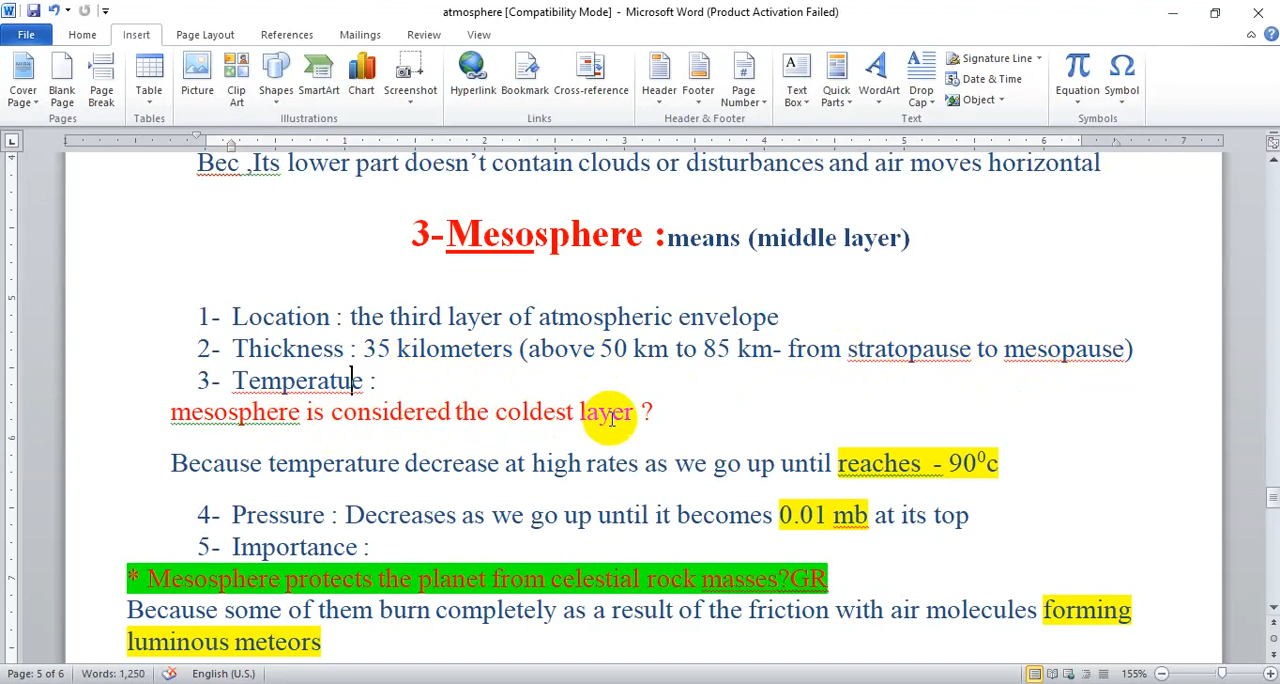 atmosphere [Compatibility Mode] - Microsoft Word (Product Activation Failed)
File Home Insert Page Layout References Mailings Review View
Cover Page Blank Page Page Break Table Picture Clip Art Shapes SmartArt Chart Screenshot Hyperlink Bookmark Cross-reference Header Footer Page Number Text Box Quick Parts WordArt Drop Cap Signature Line Date & Time Object Equation Symbol
Pages Tables Illustrations Links Header & Footer Text Symbols
1 2 3 4 5 6 7
Bec ,Its lower part doesn't contain clouds or disturbances and air moves horizontal
3-Mesosphere :means (middle layer)
1- Location : the third layer of atmospheric envelope
2- Thickness : 35 kilometers (above 50 km to 85 km- from stratopause to mesopause)
3- Temperatue :
mesosphere is considered the coldest layer ?
Because temperature decrease at high rates as we go up until reaches - 90⁰c
4- Pressure : Decreases as we go up until it becomes 0.01 mb at its top
5- Importance :
* Mesosphere protects the planet from celestial rock masses?GR
Because some of them burn completely as a result of the friction with air molecules forming
luminous meteors
Page: 5 of 6 Words: 1,250 English (U.S.) 155%